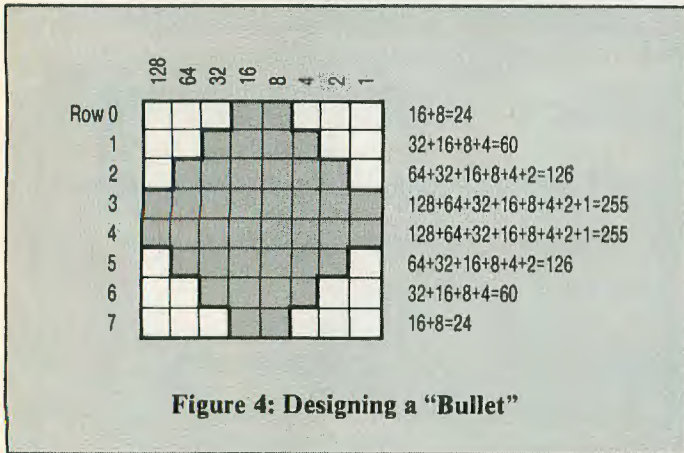 128 64 32 16 8 4 2 1
Row 0 16+8=24
1 32+16+8+4=60
2 64+32+16+8+4+2=126
3 128+64+32+16+8+4+2+1=255
4 128+64+32+16+8+4+2+1=255
5 64+32+16+8+4+2=126
6 32+16+8+4=60
7 16+8=24
Figure 4: Designing a “Bullet”